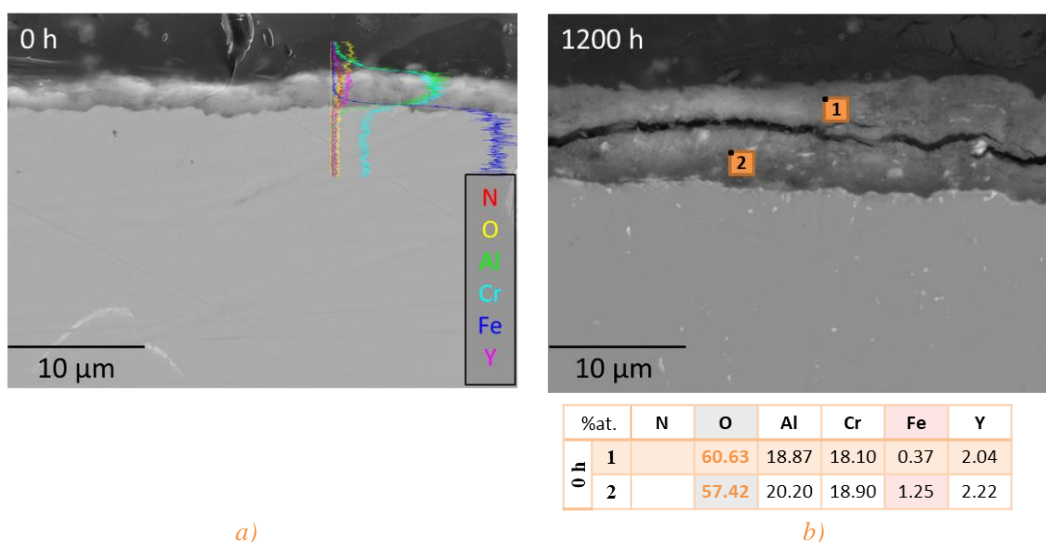 0 h
N
O
Al
Cr
Fe
Y
10 µm
1200 h
1
2
10 µm
%at. N O Al Cr Fe Y
0 h
1 60.63 18.87 18.10 0.37 2.04
2 57.42 20.20 18.90 1.25 2.22
a)
b)